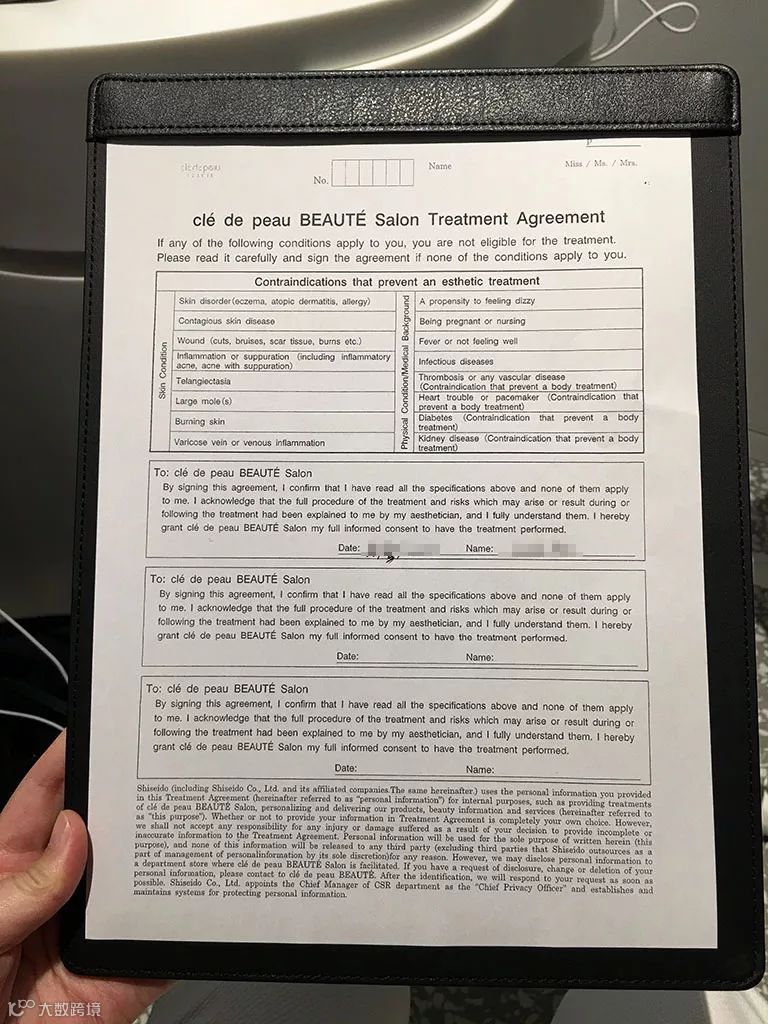 clé de peau
No.
Name
Miss / Ms. / Mrs.
clé de peau BEAUTÉ Salon Treatment Agreement
If any of the following conditions apply to you, you are not eligible for the treatment.
Please read it carefully and sign the agreement if none of the conditions apply to you.
Contraindications that prevent an esthetic treatment
Skin Condition
Skin disorder(eczema, atopic dermatitis, allergy)
Contagious skin disease
Wound (cuts, bruises, scar tissue, burns etc.)
Inflammation or suppuration (including inflammatory
acne, acne with suppuration)
Telangiectasia
Large mole(s)
Burning skin
Varicose vein or venous inflammation
Physical Condition/Medical Background
A propensity to feeling dizzy
Being pregnant or nursing
Fever or not feeling well
Infectious diseases
Thrombosis or any vascular disease
(Contraindication that prevent a body treatment)
Heart trouble or pacemaker (Contraindication that
prevent a body treatment)
Diabetes (Contraindication that prevent a body
treatment)
Kidney disease (Contraindication that prevent a body
treatment)
To: clé de peau BEAUTÉ Salon
By signing this agreement, I confirm that I have read all the specifications above and none of them apply
to me. I acknowledge that the full procedure of the treatment and risks which may arise or result during or
following the treatment had been explained to me by my aesthetician, and I fully understand them. I hereby
grant clé de peau BEAUTÉ Salon my full informed consent to have the treatment performed.
Date: Name:
To: clé de peau BEAUTÉ Salon
By signing this agreement, I confirm that I have read all the specifications above and none of them apply
to me. I acknowledge that the full procedure of the treatment and risks which may arise or result during or
following the treatment had been explained to me by my aesthetician, and I fully understand them. I hereby
grant clé de peau BEAUTÉ Salon my full informed consent to have the treatment performed.
Date: Name:
To: clé de peau BEAUTÉ Salon
By signing this agreement, I confirm that I have read all the specifications above and none of them apply
to me. I acknowledge that the full procedure of the treatment and risks which may arise or result during or
following the treatment had been explained to me by my aesthetician, and I fully understand them. I hereby
grant clé de peau BEAUTÉ Salon my full informed consent to have the treatment performed.
Date: Name:
Shiseido (including Shiseido Co., Ltd. and its affiliated companies.The same hereinafter.) uses the personal information you provided
in this Treatment Agreement (hereinafter referred to as "personal information") for internal purposes, such as providing treatments
of clé de peau BEAUTÉ Salon, personalizing and delivering our products, beauty information and services (hereinafter referred to
as "this purpose"). Whether or not to provide your information in Treatment Agreement is completely your own choice. However,
we shall not accept any responsibility for any injury or damage suffered as a result of your decision to provide incomplete or
inaccurate information to the Treatment Agreement. Personal information will be used for the sole purpose of written herein (this
purpose), and none of this information will be released to any third party (excluding third parties that Shiseido outsources as a
part of management of personalinformation by its sole discretion)for any reason. However, we may disclose personal information to
a department store where clé de peau BEAUTÉ Salon is facilitated. If you have a request of disclosure, change or deletion of your
personal information, please contact to clé de peau BEAUTÉ. After the identification, we will respond to your request as soon as
possible. Shiseido Co., Ltd. appoints the Chief Manager of CSR department as the "Chief Privacy Officer" and establishes and
maintains systems for protecting personal information.
大数跨境